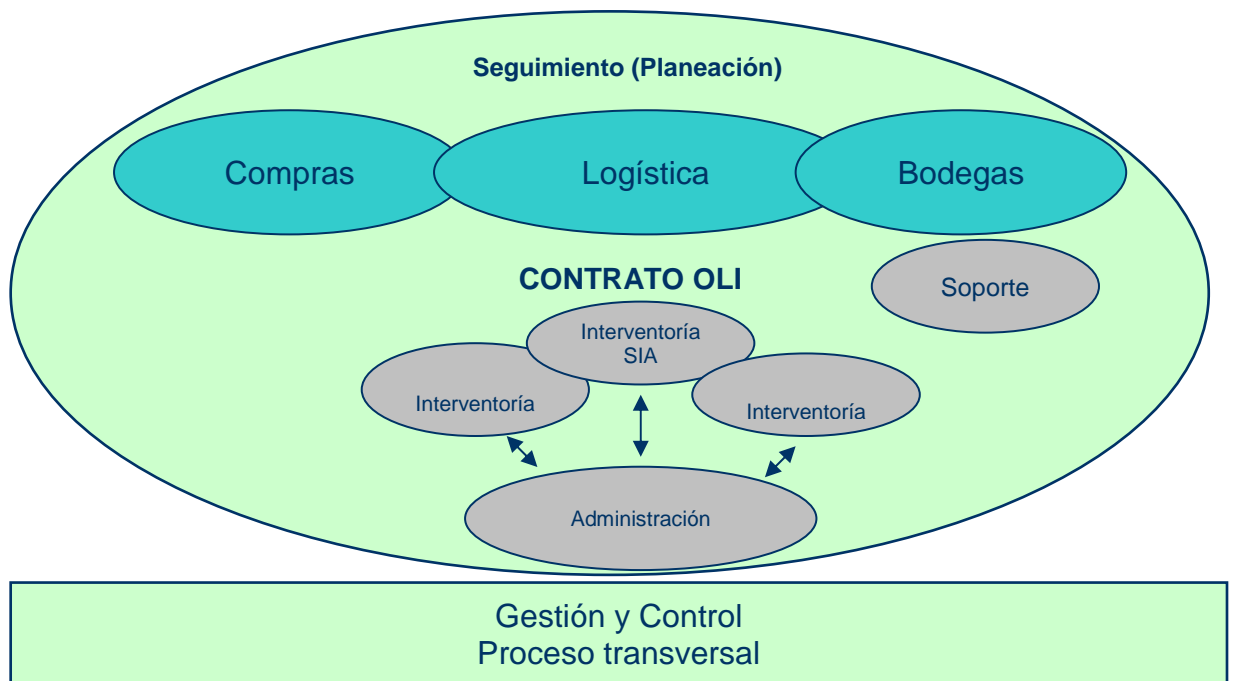 Seguimiento (Planeación)
Compras
Logística
Bodegas
CONTRATO OLI
Soporte
Interventoría
SIA
Interventoría
Interventoría
Administración
Gestión y Control
Proceso transversal